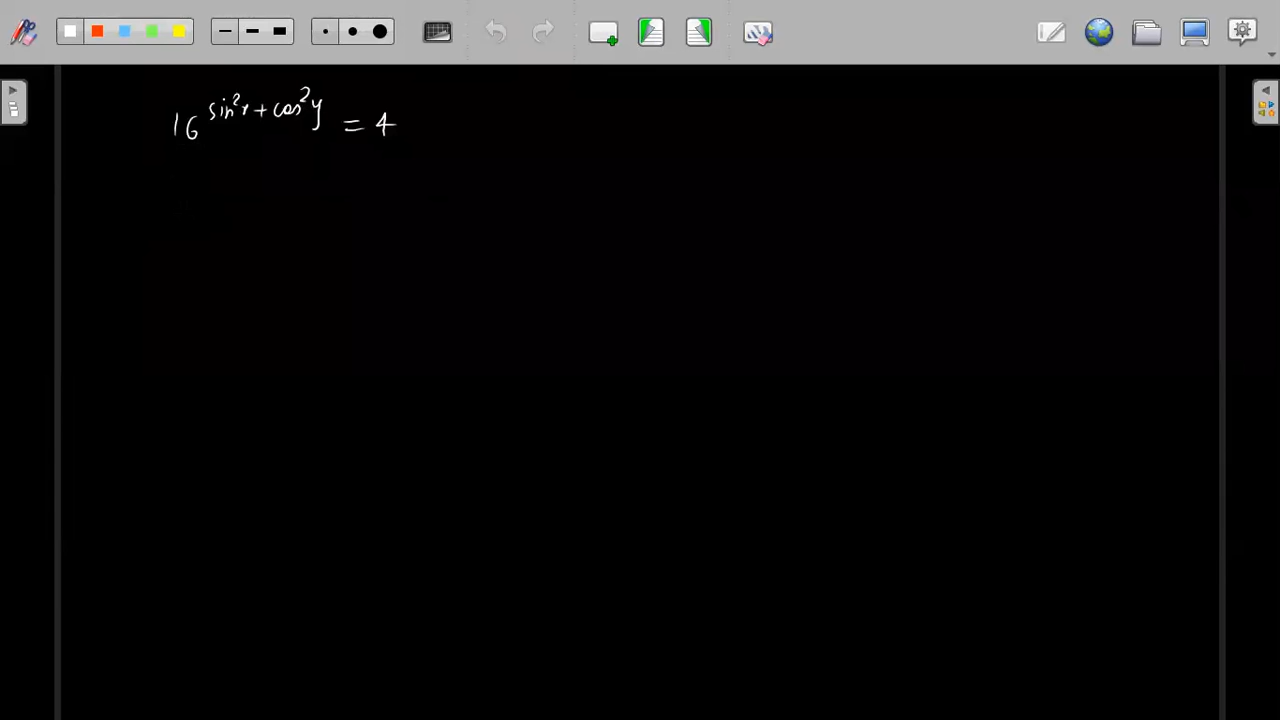 16^{sin²x + cos²y} = 4